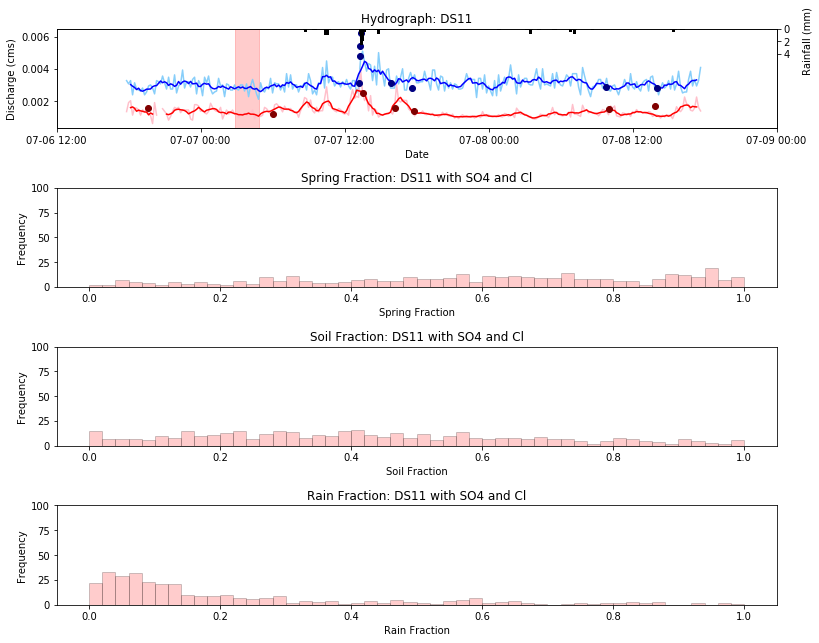 Hydrograph: DS11
0.006
0.004
0.002
Discharge (cms)
0
2
4
Rainfall (mm)
07-06 12:00 07-07 00:00 07-07 12:00 07-08 00:00 07-08 12:00 07-09 00:00
Date
Spring Fraction: DS11 with SO4 and Cl
100
75
50
25
0
Frequency
0.0 0.2 0.4 0.6 0.8 1.0
Spring Fraction
Soil Fraction: DS11 with SO4 and Cl
100
75
50
25
0
Frequency
0.0 0.2 0.4 0.6 0.8 1.0
Soil Fraction
Rain Fraction: DS11 with SO4 and Cl
100
75
50
25
0
Frequency
0.0 0.2 0.4 0.6 0.8 1.0
Rain Fraction